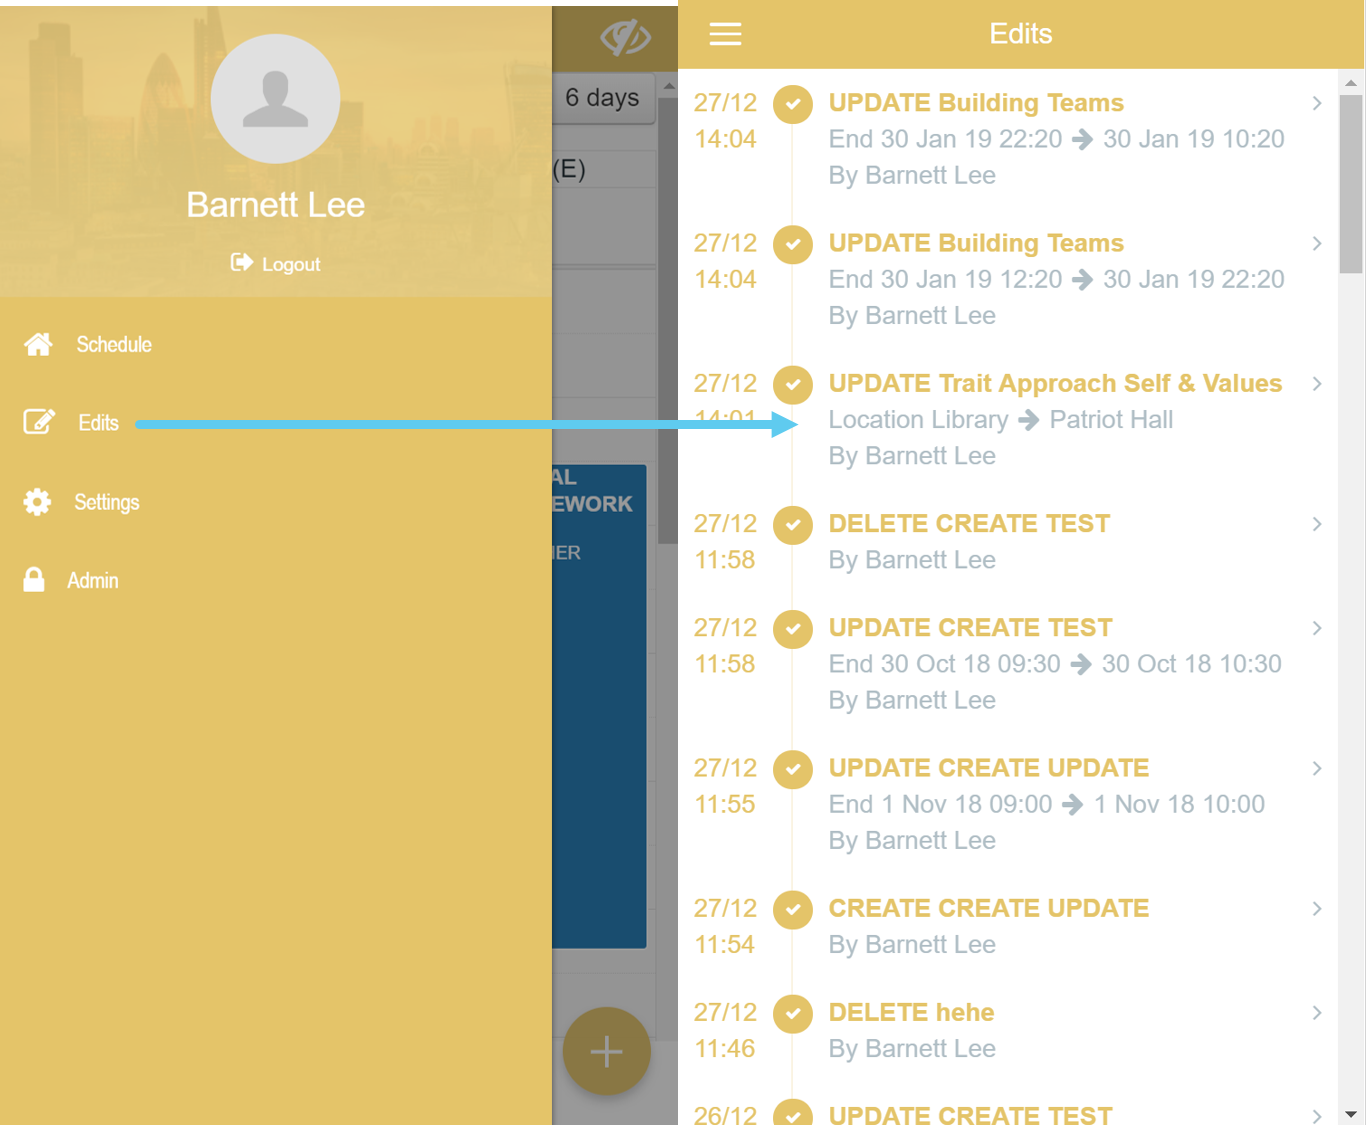 Barnett Lee
Logout
Schedule
Edits
Settings
Admin
6 days
(E)
AL
EWORK
Edits
27/12
14:04
UPDATE Building Teams
End 30 Jan 19 22:20 → 30 Jan 19 10:20
By Barnett Lee
27/12
14:04
UPDATE Building Teams
End 30 Jan 19 12:20 → 30 Jan 19 22:20
By Barnett Lee
27/12
14:01
UPDATE Trait Approach Self & Values
Location Library → Patriot Hall
By Barnett Lee
27/12
11:58
DELETE CREATE TEST
By Barnett Lee
27/12
11:58
UPDATE CREATE TEST
End 30 Oct 18 09:30 → 30 Oct 18 10:30
By Barnett Lee
27/12
11:55
UPDATE CREATE UPDATE
End 1 Nov 18 09:00 → 1 Nov 18 10:00
By Barnett Lee
27/12
11:54
CREATE CREATE UPDATE
By Barnett Lee
27/12
11:46
DELETE hehe
By Barnett Lee
26/12
UPDATE CREATE TEST